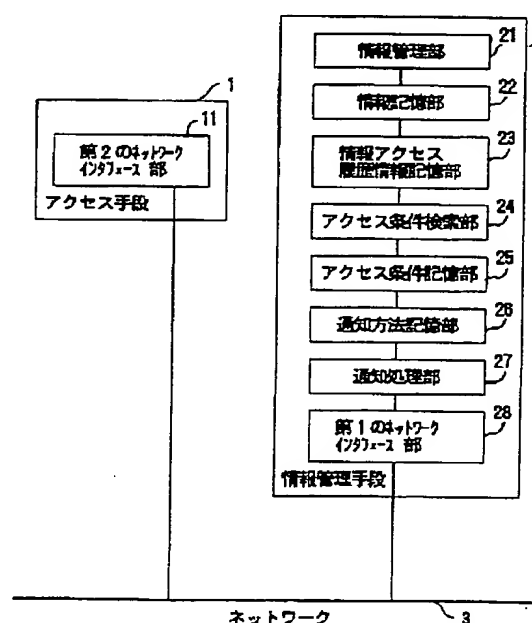 1
11
第2のネットワーク
インタフェース 部
アクセス手段
21
情報管理部
22
情報記憶部
23
情報アクセス
履歴情報記憶部
24
アクセス条件検索部
25
アクセス条件記憶部
26
通知方法記憶部
27
通知処理部
28
第1のネットワーク
インタフェース 部
情報管理手段
ネットワーク
3